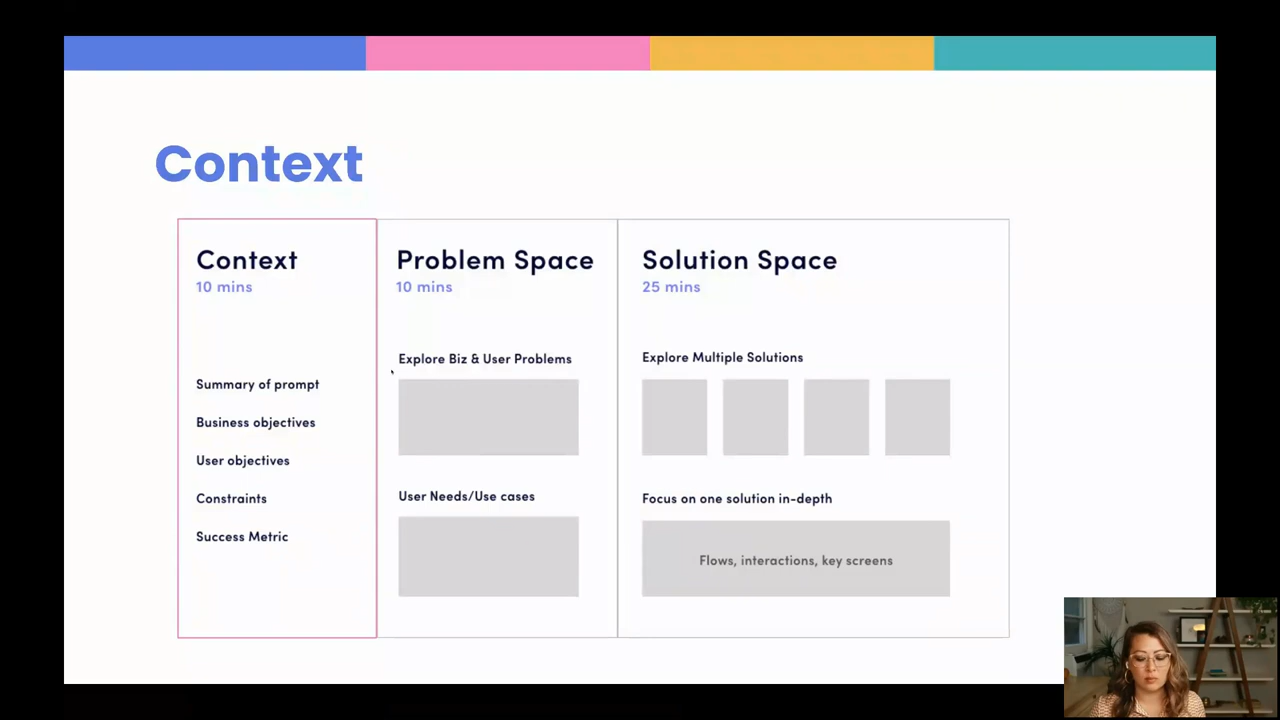 Context
Context
10 mins
Summary of prompt
Business objectives
User objectives
Constraints
Success Metric
Problem Space
10 mins
Explore Biz & User Problems
User Needs/Use cases
Solution Space
25 mins
Explore Multiple Solutions
Focus on one solution in-depth
Flows, interactions, key screens